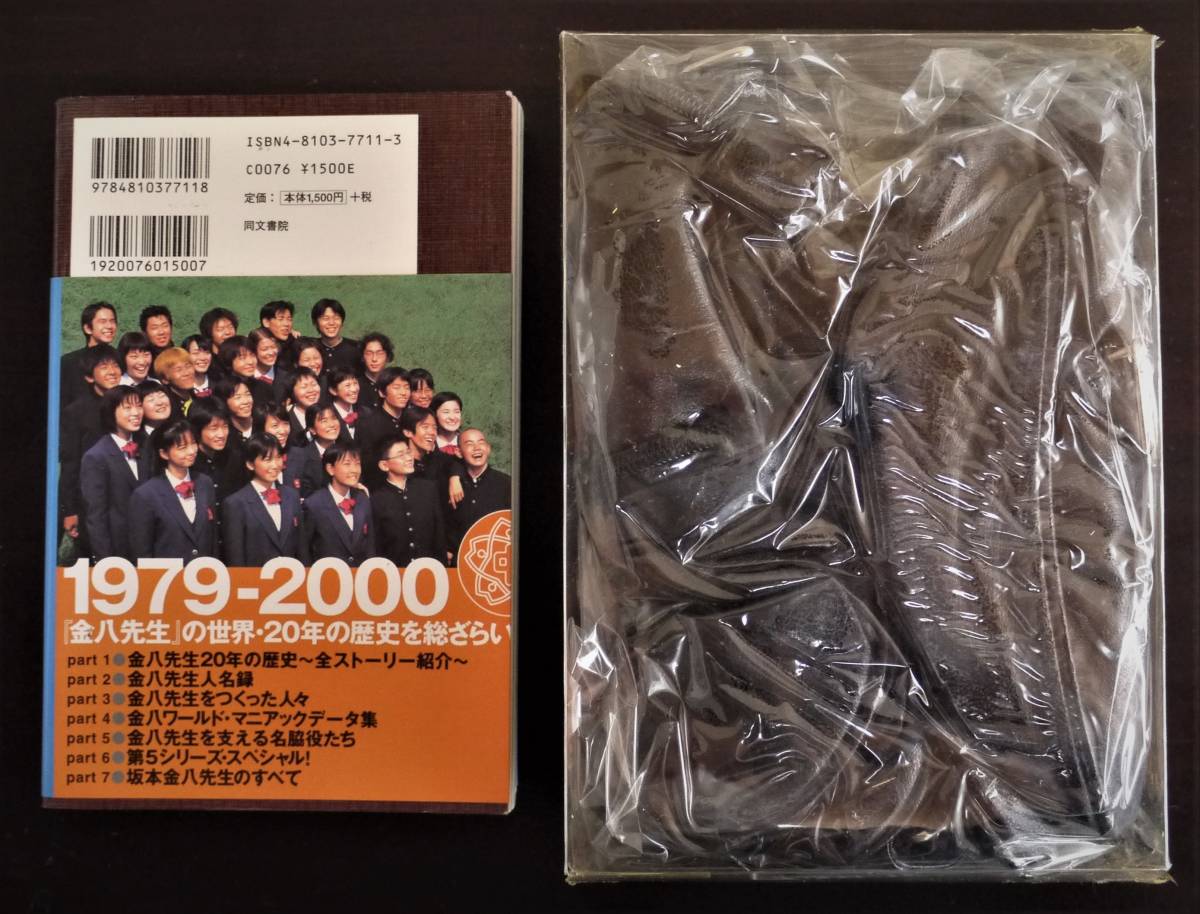 ISBN4-8103-7711-3
C0076 ¥1500E
9784810377118
定価：本体1,500円+税
同文書院
1920076015007
1979-2000
『金八先生』の世界・20年の歴史を総ざらい
part 1●金八先生20年の歴史〜全ストーリー紹介〜
part 2●金八先生人名録
part 3●金八先生をつくった人々
part 4●金八ワールド・マニアックデータ集
part 5●金八先生を支える名脇役たち
part 6●第5シリーズ・スペシャル!
part 7●坂本金八先生のすべて